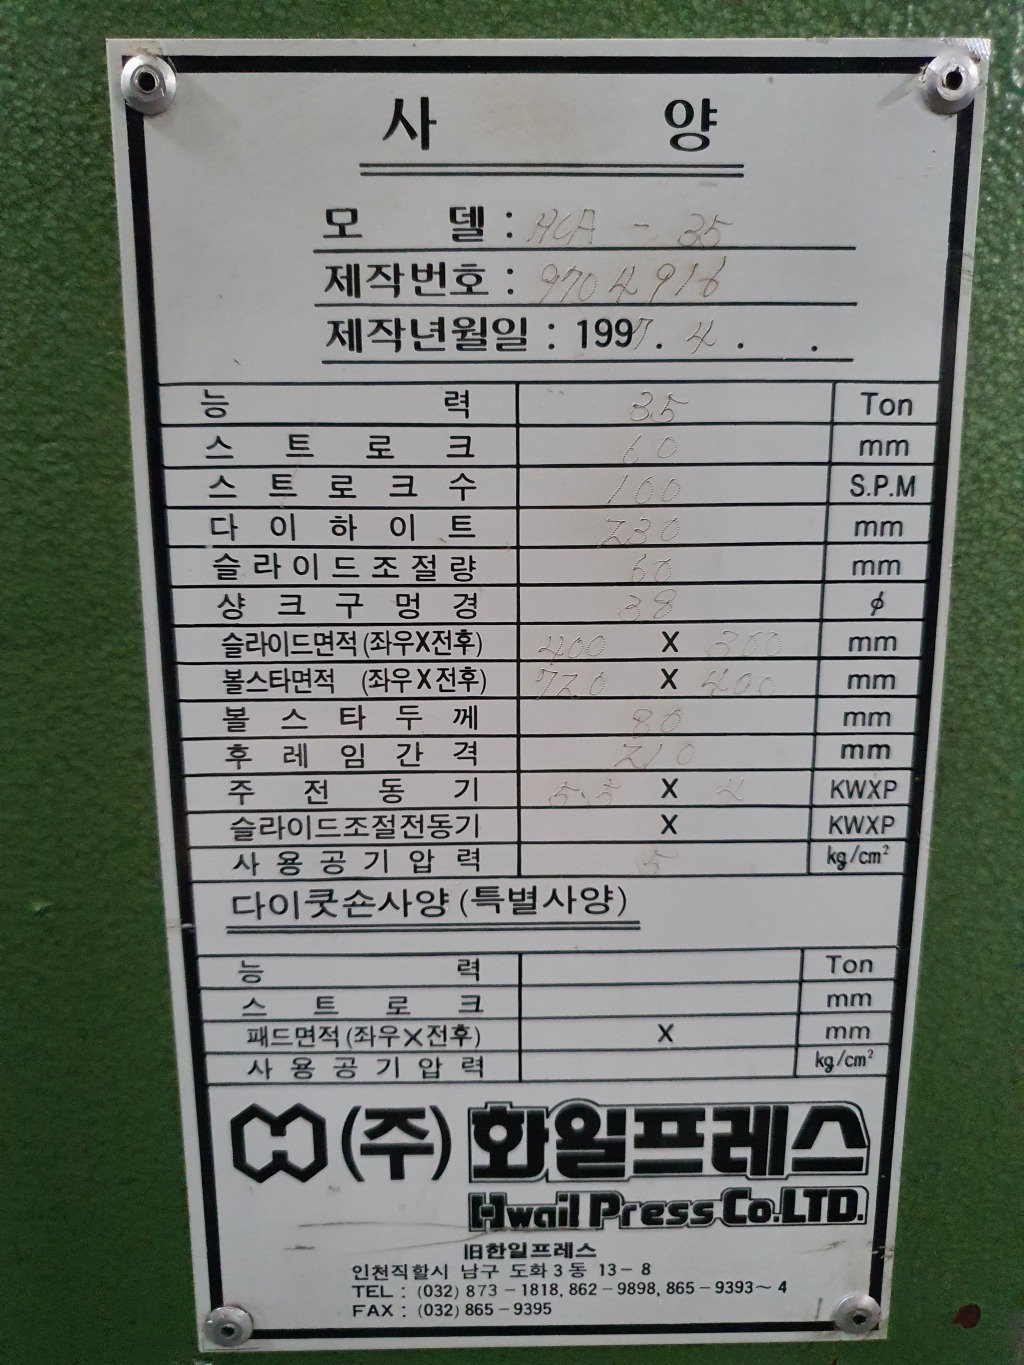 사 양
모 델 : HCA - 35
제작번호 : 9704916
제작년월일 : 1997. 4. .
능 력 35 Ton
스 트 로 크 60 mm
스 트 로 크 수 100 S.P.M
다 이 하 이 트 230 mm
슬 라 이 드 조 절 량 60 mm
샹 크 구 멍 경 38 ϕ
슬라이드면적 (좌우X전후) 400 X 300 mm
볼스타면적 (좌우X전후) 720 X 400 mm
볼 스 타 두 께 80 mm
후 레 임 간 격 210 mm
주 전 동 기 5.5 X 4 KWXP
슬라이드조절전동기 X KWXP
사 용 공 기 압 력 5 kg/cm²
다이쿳숀사양 (특별사양)
능 력 Ton
스 트 로 크 mm
패드면적 (좌우X전후) X mm
사 용 공 기 압 력 kg/cm²
(주) 화일프레스
Hwail Press Co.LTD.
旧한일프레스
인천직할시 남구 도화 3 동 13 - 8
TEL : (032) 873 - 1818, 862 - 9898, 865 - 9393 ~ 4
FAX : (032) 865 - 9395